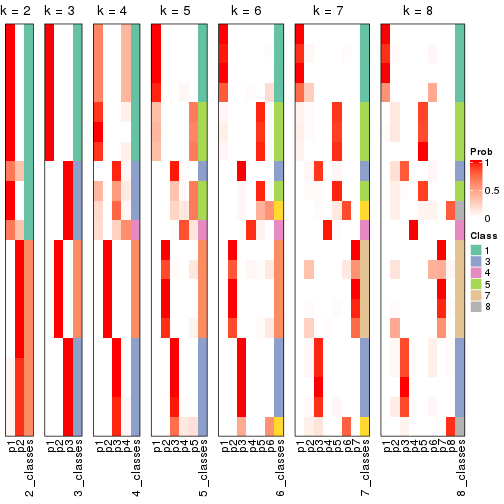 k = 2 k = 3 k = 4 k = 5 k = 6 k = 7 k = 8
Prob
1
0.5
0
Class
1
3
4
5
7
8
p1 p2 2_classes p1 p2 p3 3_classes p1 p2 p3 p4 4_classes p1 p2 p3 p4 p5 5_classes p1 p2 p3 p4 p5 p6 6_classes p1 p2 p3 p4 p5 p6 p7 7_classes p1 p2 p3 p4 p5 p6 p7 p8 8_classes